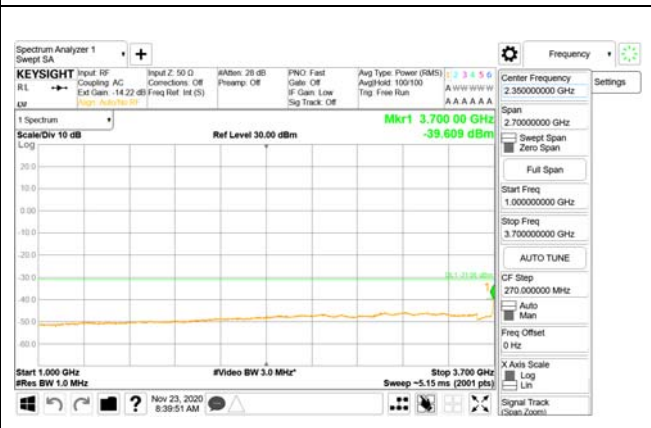 Spectrum Analyzer 1
Swept SA
Frequency
KEYSIGHT
Input: RF
Coupling: AC
Ext Gain: -14.22 dB
Align: Auto/No RF
Input Z: 50 Ω
Corrections: Off
Freq Ref: Int (S)
#Atten: 28 dB
Preamp: Off
PNO: Fast
Gate: Off
IF Gain: Low
Sig Track: Off
Avg Type: Power (RMS)
Avg|Hold: 100/100
Trig: Free Run
1 2 3 4 5 6
A W W W W W
A A A A A A
RL
1 Spectrum
Scale/Div 10 dB
Log
Ref Level 30.00 dBm
Mkr1 3.700 00 GHz
-39.609 dBm
20.0
10.0
0.00
-10.0
-20.0
-30.0
-40.0
-50.0
-60.0
1
Start 1.000 GHz
#Res BW 1.0 MHz
#Video BW 3.0 MHz*
Stop 3.700 GHz
Sweep ~5.15 ms (2001 pts)
Nov 23, 2020
8:39:51 AM
Center Frequency
2.350000000 GHz
Settings
Span
2.70000000 GHz
Swept Span
Zero Span
Full Span
Start Freq
1.000000000 GHz
Stop Freq
3.700000000 GHz
AUTO TUNE
CF Step
270.000000 MHz
Auto
Man
Freq Offset
0 Hz
X Axis Scale
Log
Lin
Signal Track
(Span Zoom)